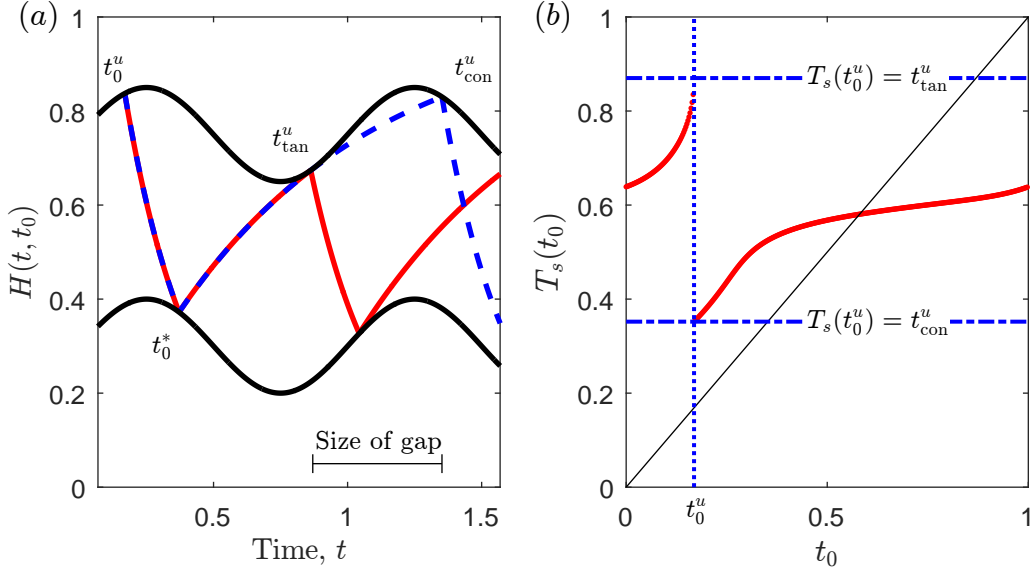 (a)
1
0.8
0.6
0.4
0.2
0
H(t, t_0)
t_0^u
t_tan^u
t_con^u
t_0^*
Size of gap
0.5
1
1.5
Time, t
(b)
1
0.8
0.6
0.4
0.2
0
T_s(t_0)
T_s(t_0^u) = t_tan^u
T_s(t_0^u) = t_con^u
0
t_0^u
0.5
1
t_0